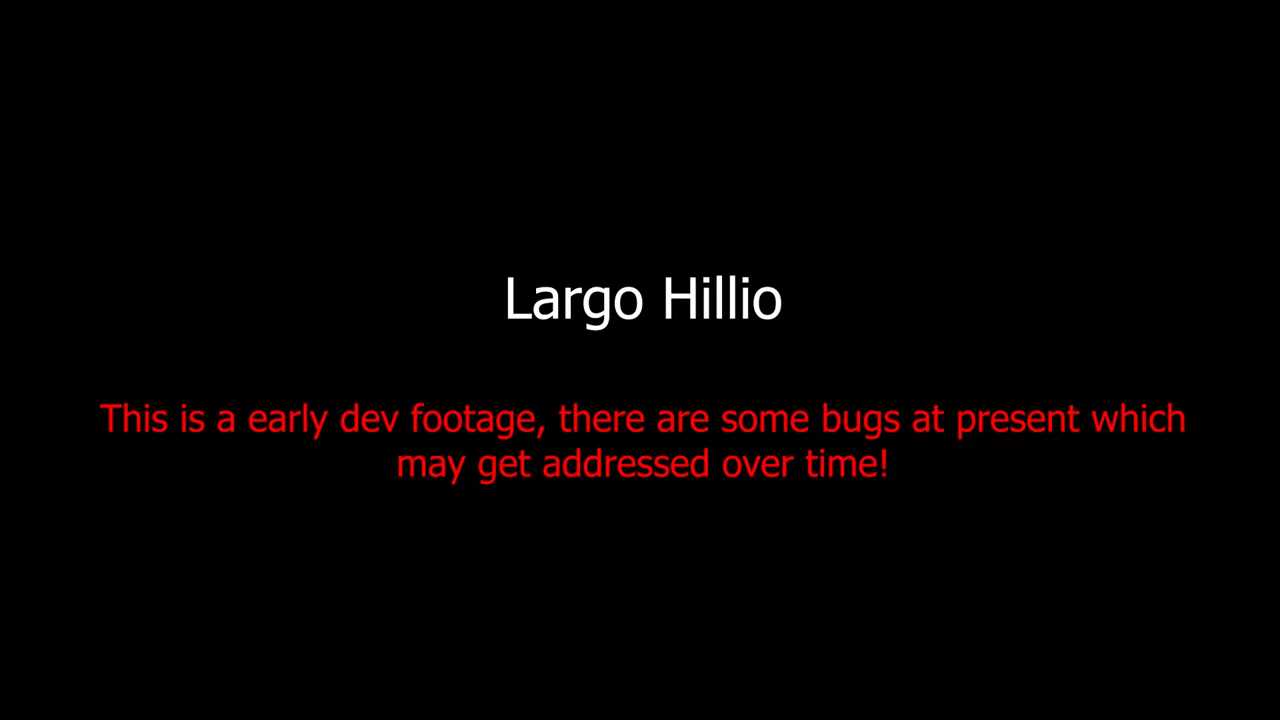 Largo Hillio
This is a early dev footage, there are some bugs at present which
may get addressed over time!